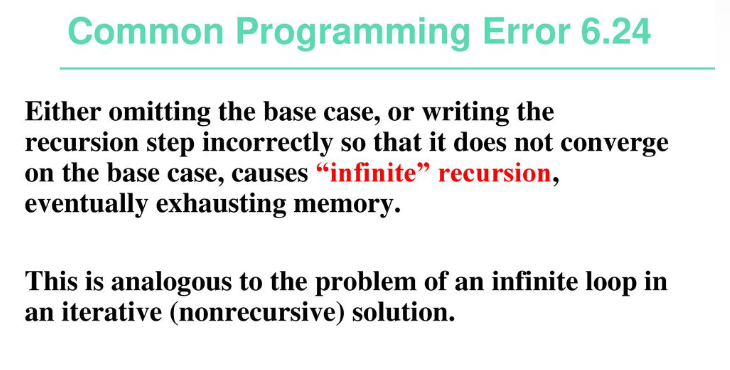 Common Programming Error 6.24
Either omitting the base case, or writing the
recursion step incorrectly so that it does not converge
on the base case, causes “infinite” recursion,
eventually exhausting memory.
This is analogous to the problem of an infinite loop in
an iterative (nonrecursive) solution.